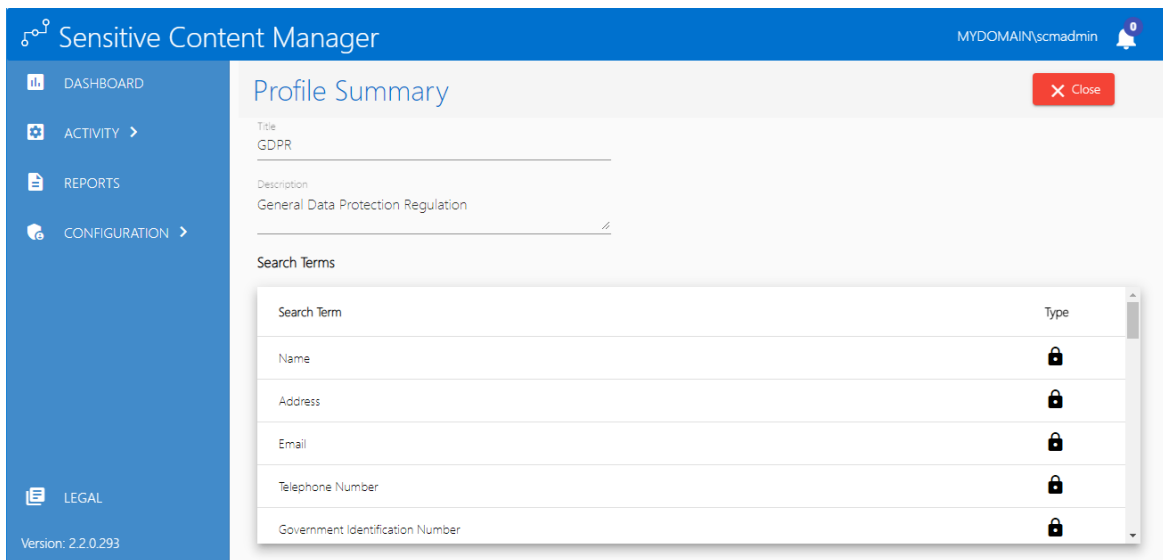 Sensitive Content Manager
MYDOMAIN\scmadmin
0
DASHBOARD
ACTIVITY
REPORTS
CONFIGURATION
LEGAL
Version: 2.2.0.293
Profile Summary
Close
Title
GDPR
Description
General Data Protection Regulation
Search Terms
Search Term Type
Name
Address
Email
Telephone Number
Government Identification Number